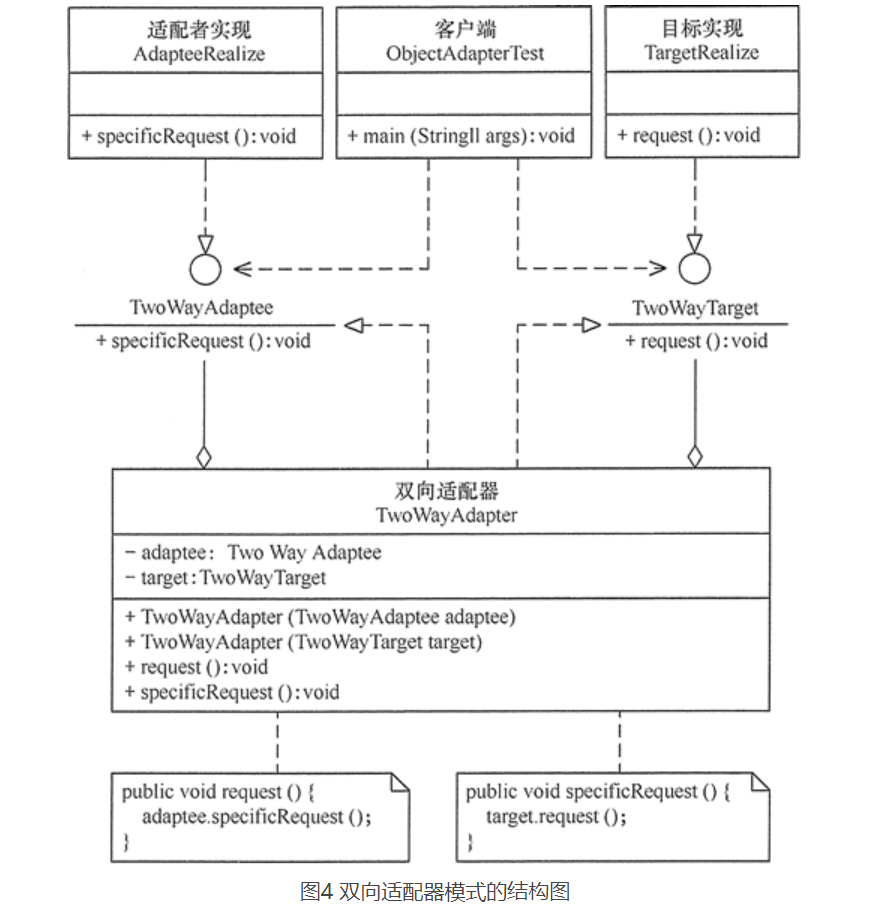 适配者实现
AdapteeRealize
+ specificRequest ():void
客户端
ObjectAdapterTest
+ main (StringII args):void
目标实现
TargetRealize
+ request ():void
TwoWayAdaptee
+ specificRequest ():void
TwoWayTarget
+ request ():void
双向适配器
TwoWayAdapter
- adaptee: Two Way Adaptee
- target:TwoWayTarget
+ TwoWayAdapter (TwoWayAdaptee adaptee)
+ TwoWayAdapter (TwoWayTarget target)
+ request ():void
+ specificRequest ():void
public void request () {
adaptee.specificRequest ();
}
public void specificRequest () {
target.request ();
}
图4 双向适配器模式的结构图